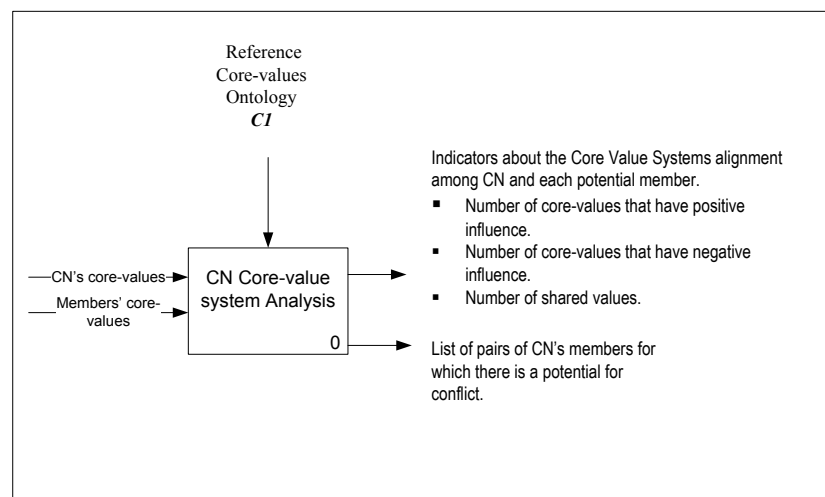 Reference
Core-values
Ontology
C1
Indicators about the Core Value Systems alignment
among CN and each potential member.
▪ Number of core-values that have positive
influence.
▪ Number of core-values that have negative
influence.
▪ Number of shared values.
CN's core-values
Members' core-
values
CN Core-value
system Analysis
0
List of pairs of CN's members for
which there is a potential for
conflict.